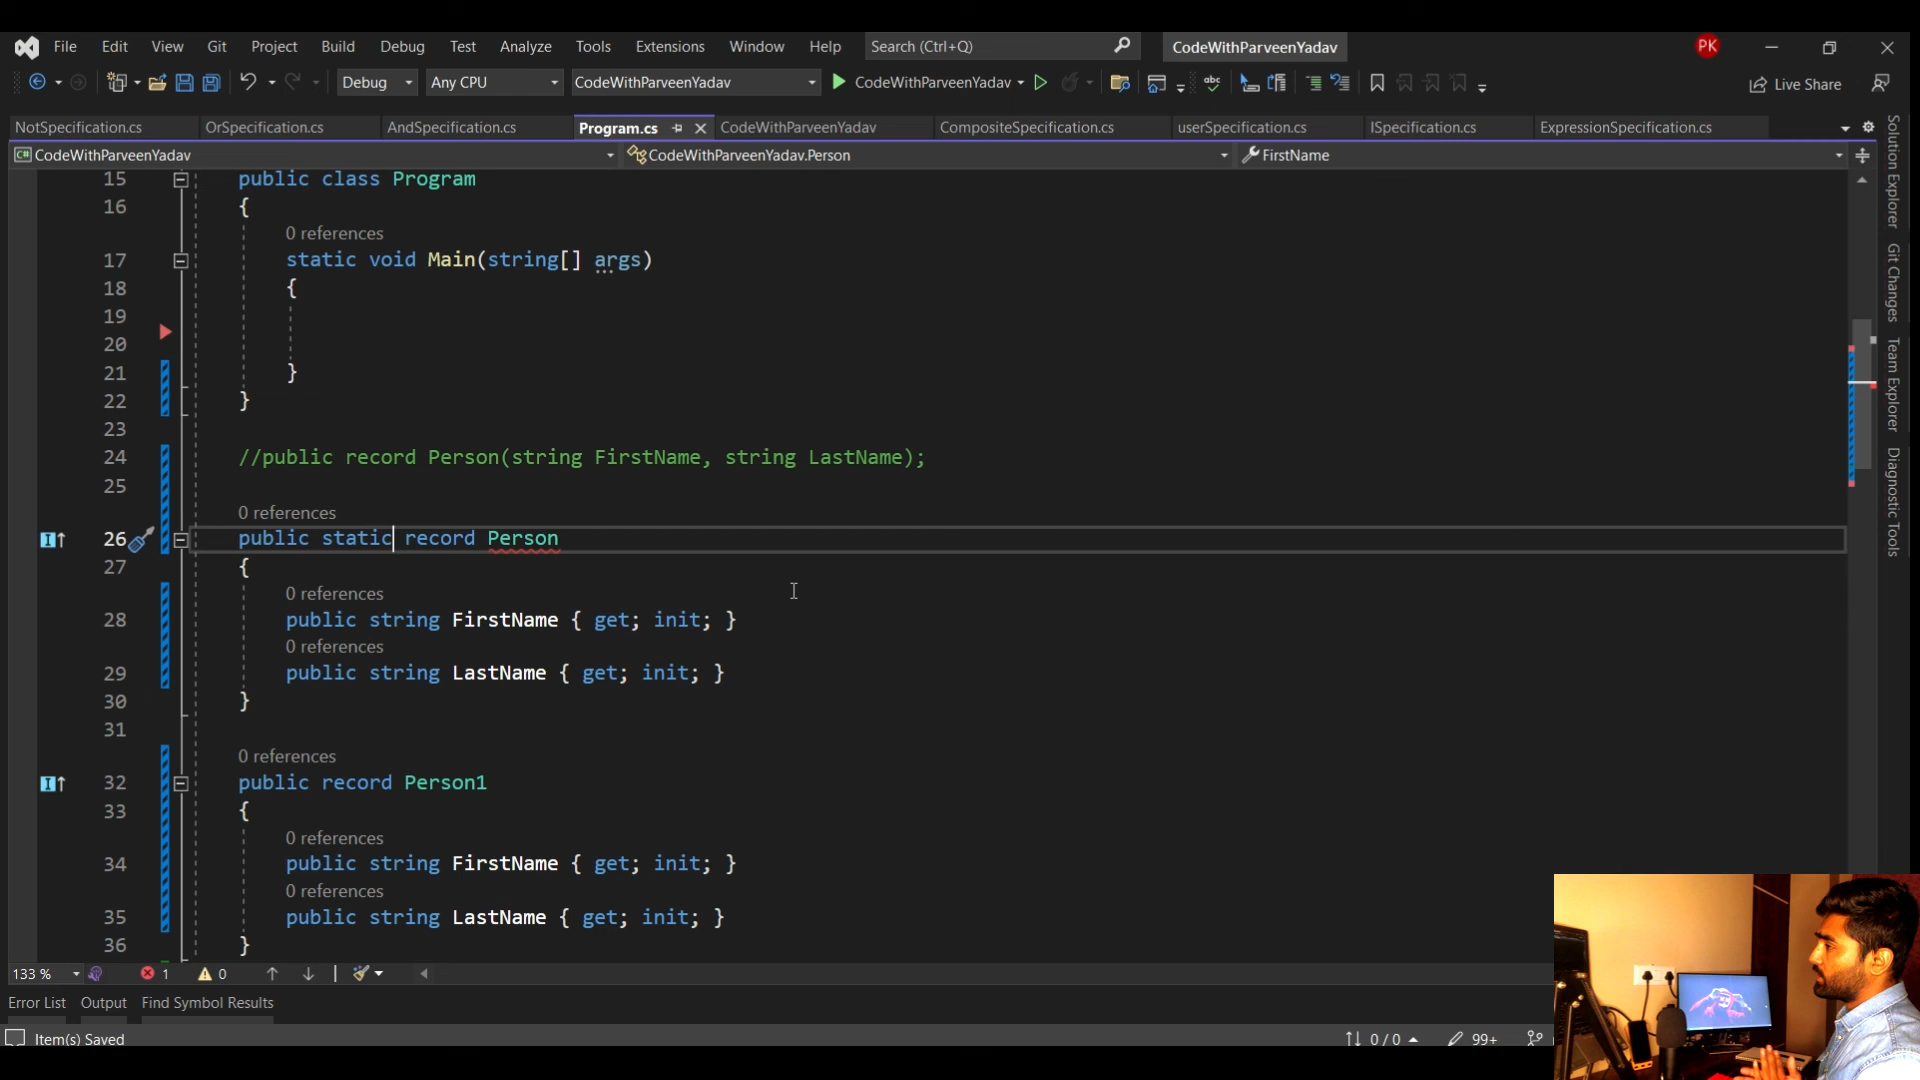 File Edit View Git Project Build Debug Test Analyze Tools Extensions Window Help Search (Ctrl+Q) CodeWithParveenYadav PK
Debug Any CPU CodeWithParveenYadav CodeWithParveenYadav abc Live Share
NotSpecification.cs OrSpecification.cs AndSpecification.cs Program.cs CodeWithParveenYadav CompositeSpecification.cs userSpecification.cs ISpecification.cs ExpressionSpecification.cs
C# CodeWithParveenYadav CodeWithParveenYadav.Person FirstName
15 public class Program
16 {
0 references
17 static void Main(string[] args)
18 {
19
20
21 }
22 }
23
24 //public record Person(string FirstName, string LastName);
25
0 references
26 public static record Person
27 {
0 references
28 public string FirstName { get; init; }
0 references
29 public string LastName { get; init; }
30 }
31
0 references
32 public record Person1
33 {
0 references
34 public string FirstName { get; init; }
0 references
35 public string LastName { get; init; }
36 }
133 % 1 0
Error List Output Find Symbol Results
Item(s) Saved 0 / 0 99+
Solution Explorer
Git Changes
Team Explorer
Diagnostic Tools